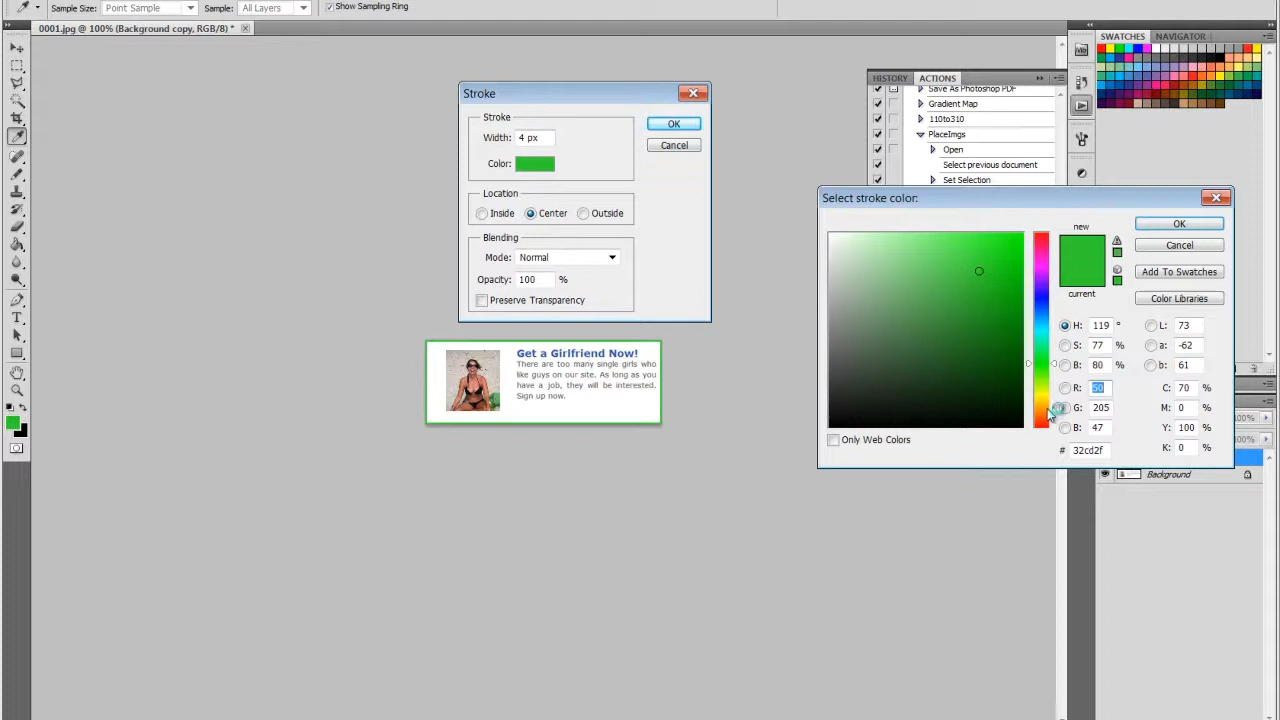 Sample Size: Point Sample Sample: All Layers Show Sampling Ring
0001.jpg @ 100% (Background copy, RGB/8) *
SWATCHES NAVIGATOR
HISTORY ACTIONS
Save As Photoshop PDF
Gradient Map
110to310
PlaceImgs
Open
Select previous document
Set Selection
Stroke
Stroke
Width: 4 px
Color:
OK
Cancel
Location
Inside Center Outside
Blending
Mode: Normal
Opacity: 100 %
Preserve Transparency
Get a Girlfriend Now!
There are too many single girls who
like guys on our site. As long as you
have a job, they will be interested.
Sign up now.
Select stroke color:
new
current
OK
Cancel
Add To Swatches
Color Libraries
H: 119 °
S: 77 %
B: 80 %
R: 50
G: 205
B: 47
L: 73
a: -62
b: 61
C: 70 %
M: 0 %
Y: 100 %
K: 0 %
# 32cd2f
Only Web Colors
100%
100%
Background